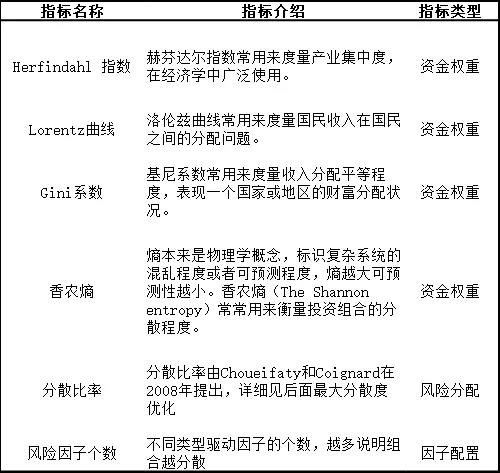 指标名称 指标介绍 指标类型
赫芬达尔指数常用来度量产业集中度，
Herfindahl 指数 资金权重
在经济学中广泛使用。
洛伦兹曲线常用来度量国民收入在国民
Lorentz曲线 资金权重
之间的分配问题。
基尼系数常用来度量收入分配平等程
Gini系数 度，表现一个国家或地区的财富分配状 资金权重
况。
熵本来是物理学概念，标识复杂系统的
混乱程度或者可预测程度，熵越大可预
香农熵 测性越小。香农熵（The Shannon 资金权重
entropy）常常用来衡量投资组合的分
散程度。
分散比率由Choueifaty和Coignard在
分散比率 2008年提出，详细见后面最大分散度 风险分配
优化
不同类型驱动因子的个数，越多说明组
风险因子个数 因子配置
合越分散